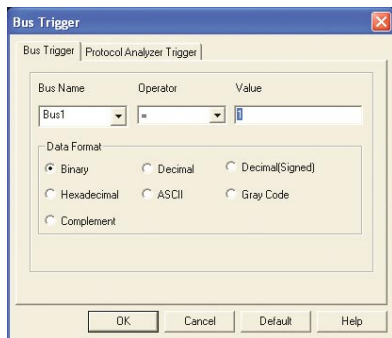 Bus Trigger
Bus Trigger Protocol Analyzer Trigger
Bus Name Operator Value
Bus1 = 1
Data Format
Binary Decimal Decimal(Signed)
Hexadecimal ASCII Gray Code
Complement
OK Cancel Default Help